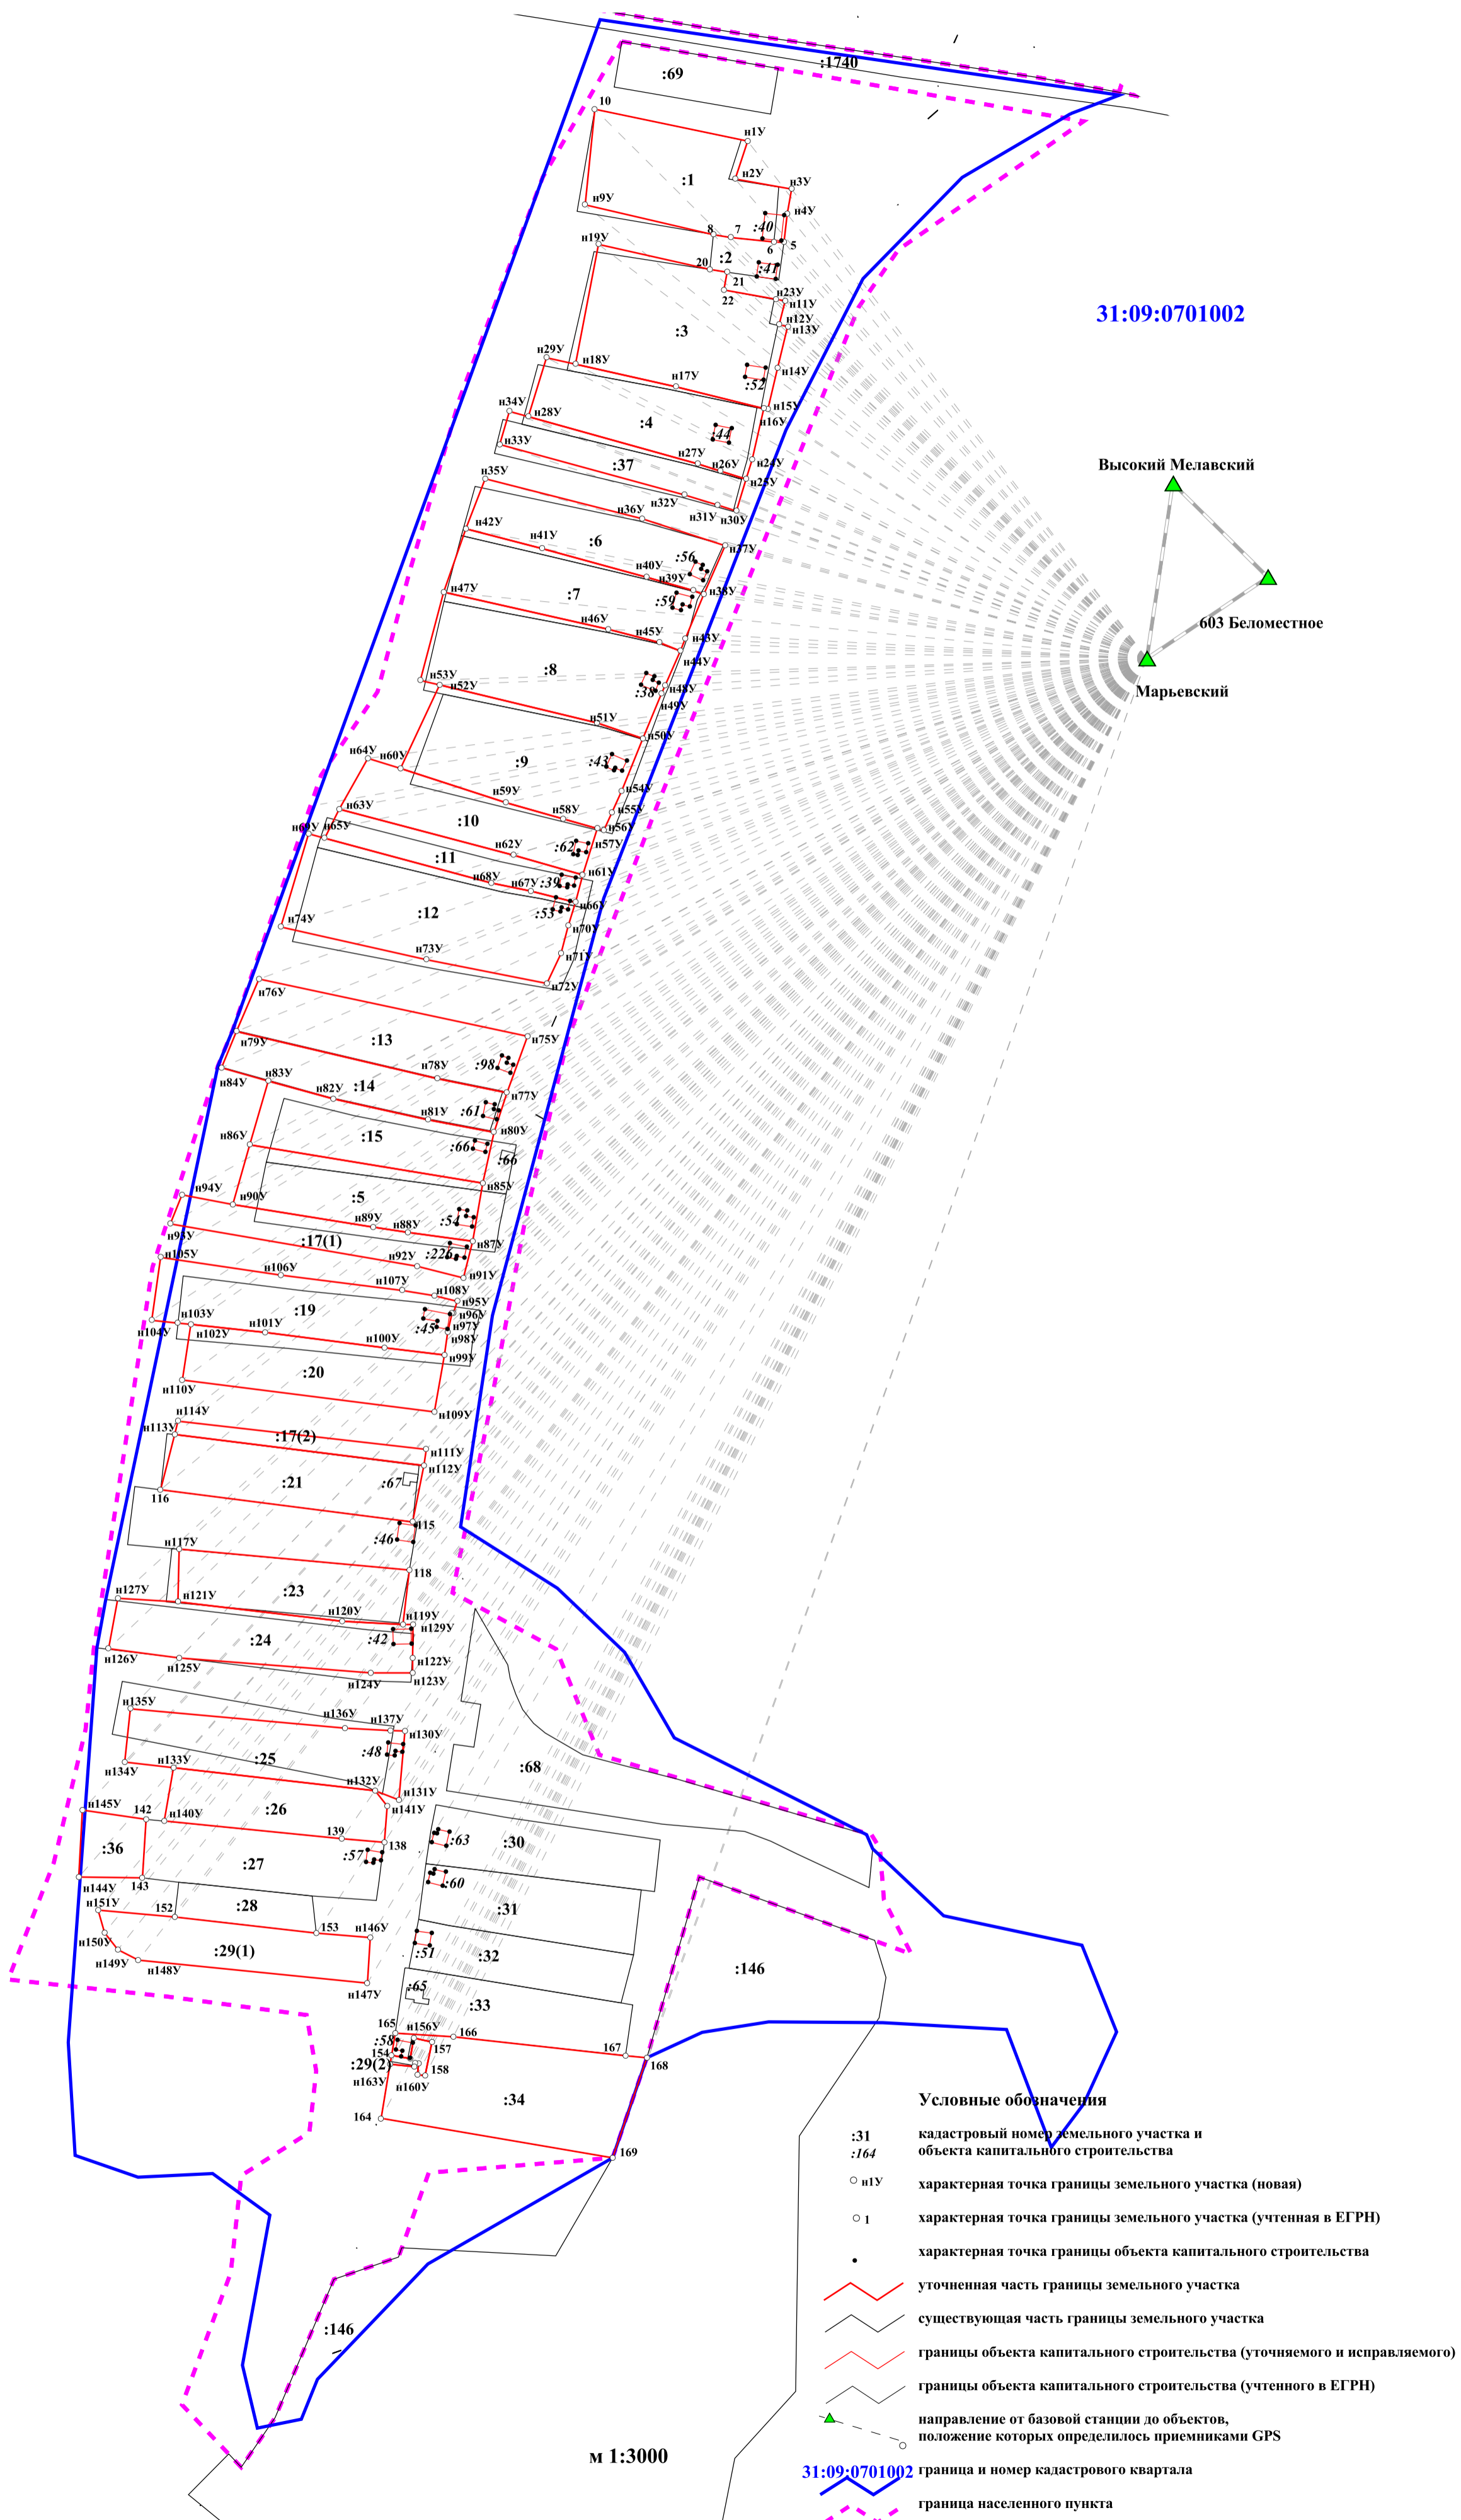 :1740
:69
10
н1У
:1
н2У
н3У
н9У
н4У
:40
8
7
н19У
6
5
:2
20
:41
21
22
н23У
н11У
н12У
н13У
31:09:0701002
:3
н29У
н18У
н14У
н17У
:52
н34У
н28У
н15У
н16У
:4
:44
н33У
н27У
н24У
:37
н26У
н25У
Высокий Мелавский
н35У
н32У
н36У
н31У
н30У
н42У
н41У
:6
н37У
:56
н40У
н39У
н47У
:7
н38У
:59
603 Беломестное
н46У
н45У
н43У
н44У
:8
н53У
н52У
:38
н48У
Марьевский
н49У
н51У
н50У
н64У
н60У
:9
:43
н54У
н59У
н58У
н55У
н63У
:10
н56У
н69У
н65У
н57У
н62У
:62
:11
н61У
н68У
н67У
:39
:12
:53
н66У
н74У
н70У
н73У
н71У
н72У
н76У
:13
н75У
н79У
н78У
:98
н84У
н83У
:14
н82У
н77У
н81У
:61
:15
н80У
н86У
:66
:66
н94У
н90У
:5
н85У
н89У
н88У
:54
н93У
:17(1)
н87У
:226
н105У
н92У
н106У
н91У
н107У
н108У
:19
н95У
н103У
н96У
н104У
н102У
н101У
:45
н97У
н98У
н100У
н99У
:20
н110У
н114У
н109У
н113У
:17(2)
н111У
н112У
:21
:67
116
115
:46
н117У
118
н127У
:23
н121У
н120У
н119У
:24
:42
н129У
н126У
н125У
н122У
н124У
н123У
н135У
н136У
н137У
н130У
:25
:48
н133У
:68
н134У
н132У
н131У
н145У
142
н140У
:26
н141У
139
138
:63
:30
:36
:27
:57
н144У
143
:60
н151У
152
:28
:31
153
н146У
н150У
:29(1)
:51
:32
н149У
н148У
:146
н147У
:65
:33
165
н156У
166
:58
154
157
167
168
:29(2)
158
н163У
н160У
:34
164
169
Условные обозначения
:31
кадастровый номер земельного участка и
:164
объекта капитального строительства
н1У
характерная точка границы земельного участка (новая)
1
характерная точка границы земельного участка (учтенная в ЕГРН)
характерная точка границы объекта капитального строительства
уточненная часть границы земельного участка
существующая часть границы земельного участка
:146
границы объекта капитального строительства (уточняемого и исправляемого)
границы объекта капитального строительства (учтенного в ЕГРН)
направление от базовой станции до объектов,
положение которых определилось приемниками GPS
м 1:3000
31:09:0701002
граница и номер кадастрового квартала
граница населенного пункта